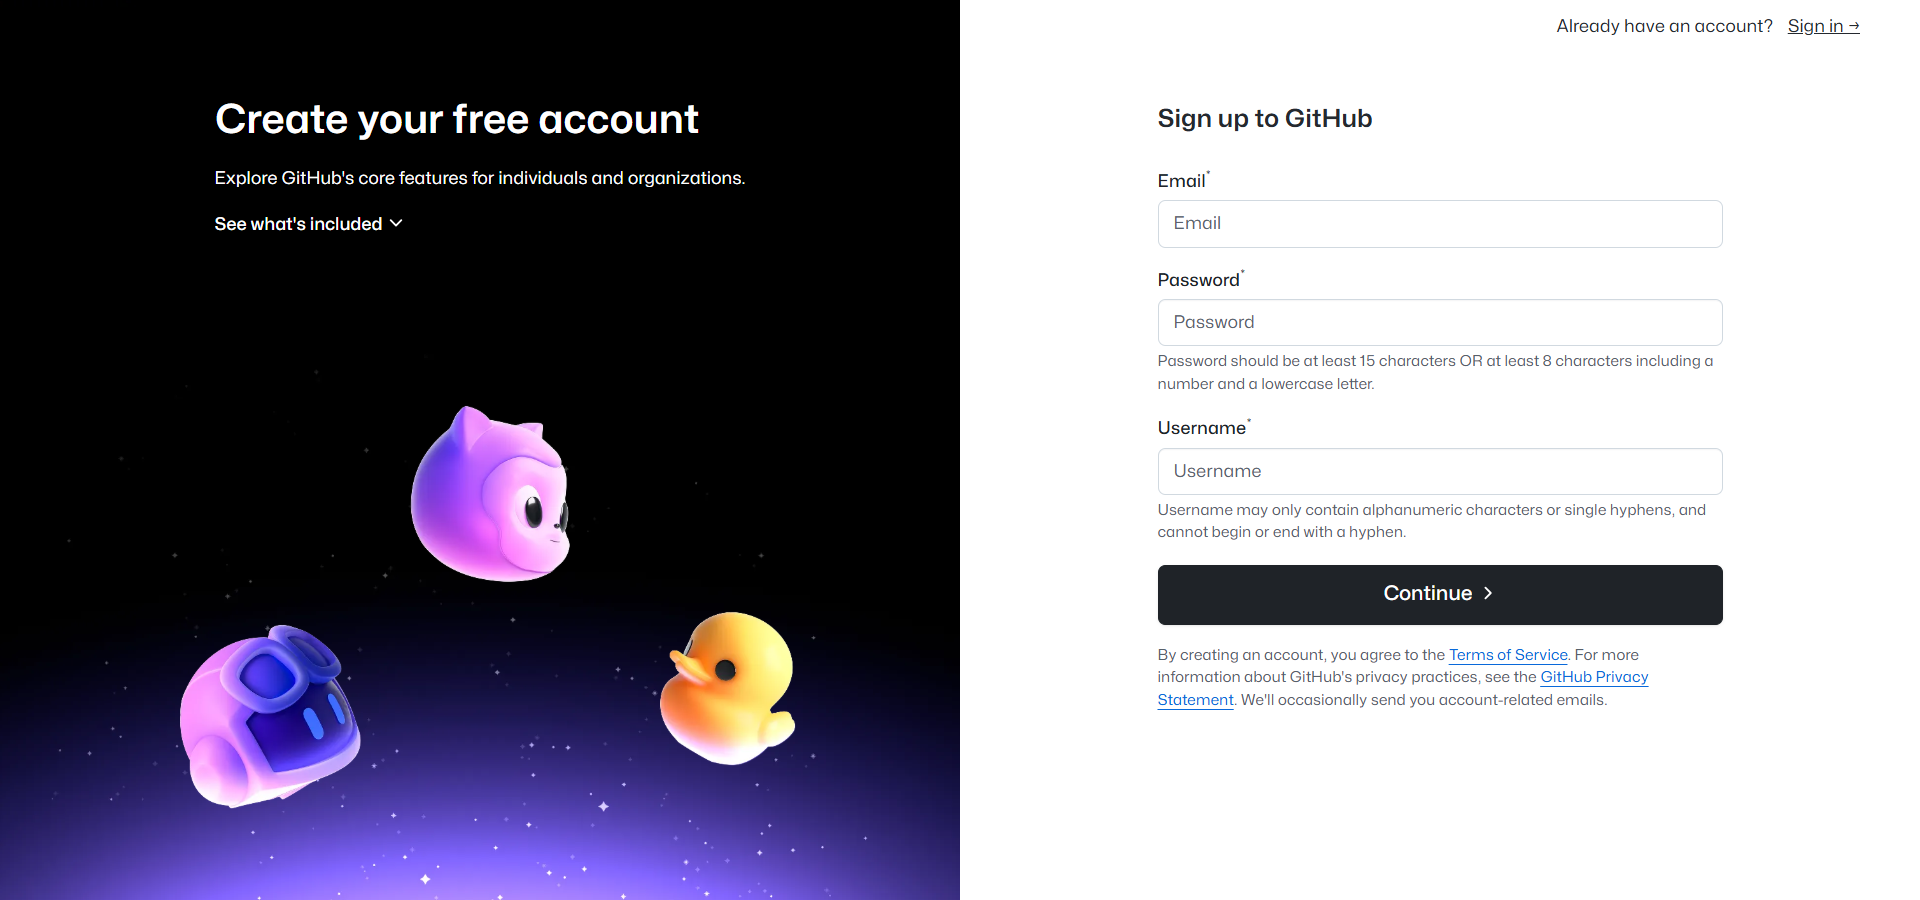 Already have an account? Sign in →
Create your free account
Explore GitHub's core features for individuals and organizations.
See what's included
Sign up to GitHub
Email*
Email
Password*
Password
Password should be at least 15 characters OR at least 8 characters including a
number and a lowercase letter.
Username*
Username
Username may only contain alphanumeric characters or single hyphens, and
cannot begin or end with a hyphen.
Continue
By creating an account, you agree to the Terms of Service. For more
information about GitHub's privacy practices, see the GitHub Privacy
Statement. We'll occasionally send you account-related emails.